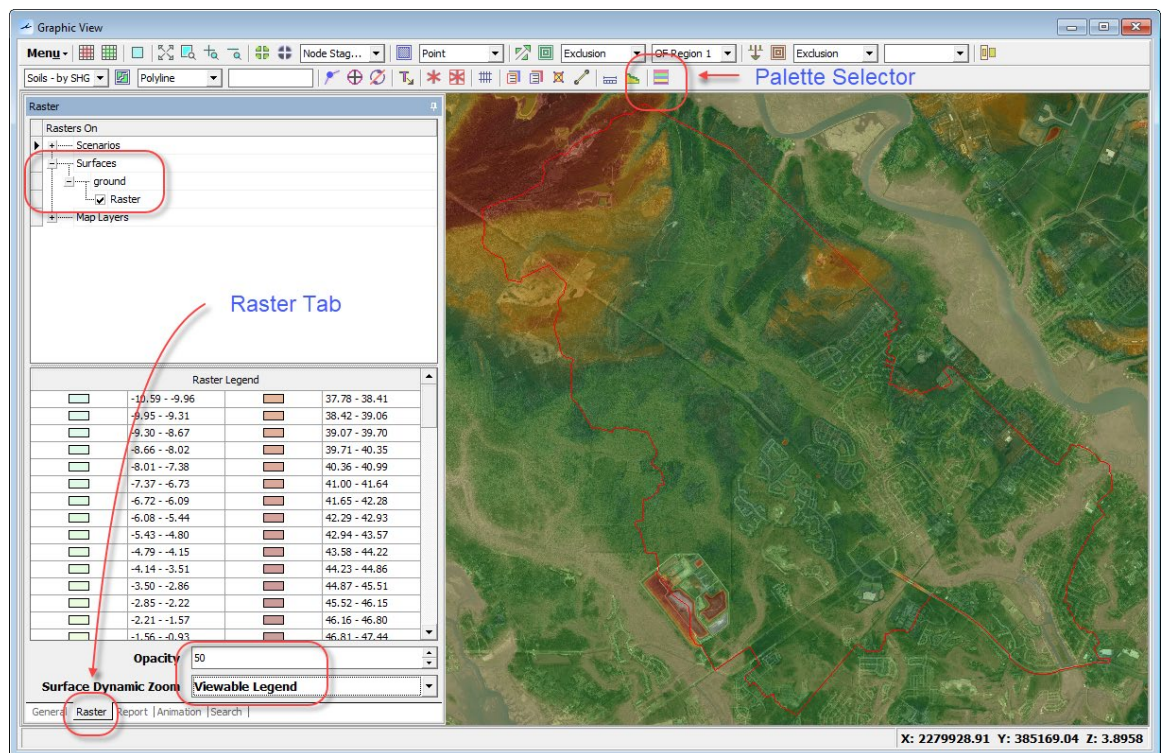 Graphic View
Menu Node Stag... Point Exclusion OF Region 1 Exclusion
Soils - by SHG Polyline Palette Selector
Raster
Rasters On
Scenarios
Surfaces
ground
Raster
Map Layers
Raster Tab
Raster Legend
-10.59 - -9.96 37.78 - 38.41
-9.95 - -9.31 38.42 - 39.06
-9.30 - -8.67 39.07 - 39.70
-8.66 - -8.02 39.71 - 40.35
-8.01 - -7.38 40.36 - 40.99
-7.37 - -6.73 41.00 - 41.64
-6.72 - -6.09 41.65 - 42.28
-6.08 - -5.44 42.29 - 42.93
-5.43 - -4.80 42.94 - 43.57
-4.79 - -4.15 43.58 - 44.22
-4.14 - -3.51 44.23 - 44.86
-3.50 - -2.86 44.87 - 45.51
-2.85 - -2.22 45.52 - 46.15
-2.21 - -1.57 46.16 - 46.80
-1.56 - -0.93 46.81 - 47.44
Opacity 50
Surface Dynamic Zoom Viewable Legend
General Raster Report Animation Search
X: 2279928.91 Y: 385169.04 Z: 3.8958